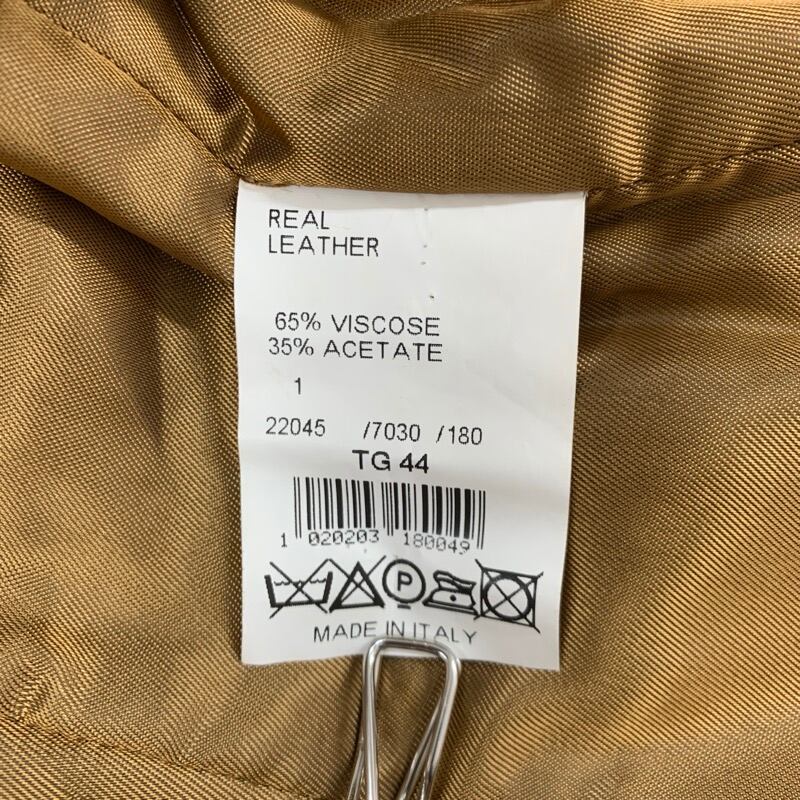 REAL
LEATHER
65% VISCOSE
35% ACETATE
1
22045 /7030 /180
TG 44
1 020203 180049
P
MADE IN ITALY